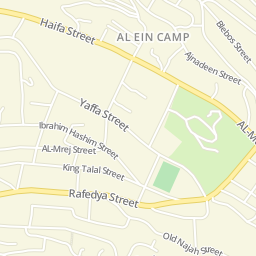 Haifa Street
AL EIN CAMP
Blebos Street
Ajnadeen Street
Yaffa Street
AL-M
Ibrahim Hashim Street
AL-Mrej Street
King Talal Street
Rafedya Street
Old Najah Street